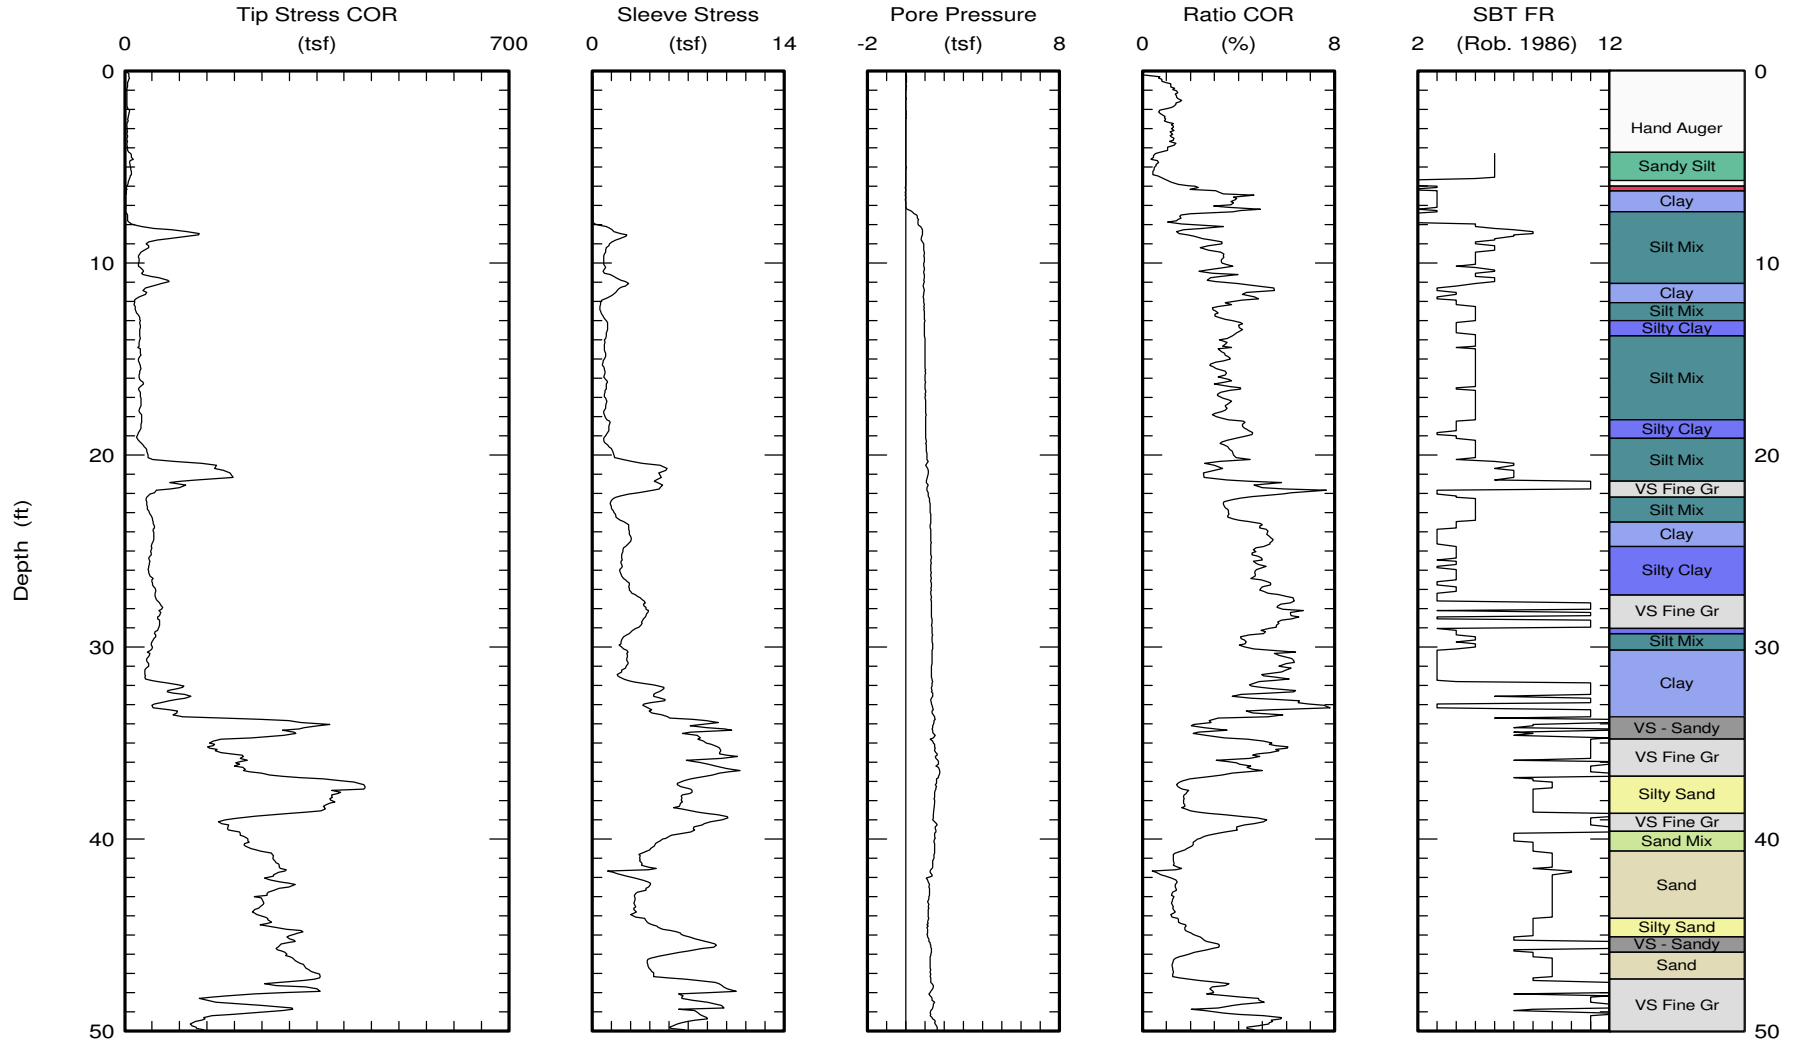 Tip Stress COR Sleeve Stress Pore Pressure Ratio COR SBT FR
0 (tsf) 700 0 (tsf) 14 -2 (tsf) 8 0 (%) 8 2 (Rob. 1986) 12
0 0
Hand Auger
Sandy Silt
Clay
Silt Mix
10 10
Clay
Silt Mix
Silty Clay
Silt Mix
Silty Clay
20 20
Silt Mix
VS Fine Gr
Silt Mix
Clay
Depth (ft)
Silty Clay
VS Fine Gr
Silt Mix
30 30
Clay
VS - Sandy
VS Fine Gr
Silty Sand
VS Fine Gr
40 Sand Mix 40
Sand
Silty Sand
VS - Sandy
Sand
VS Fine Gr
50 50